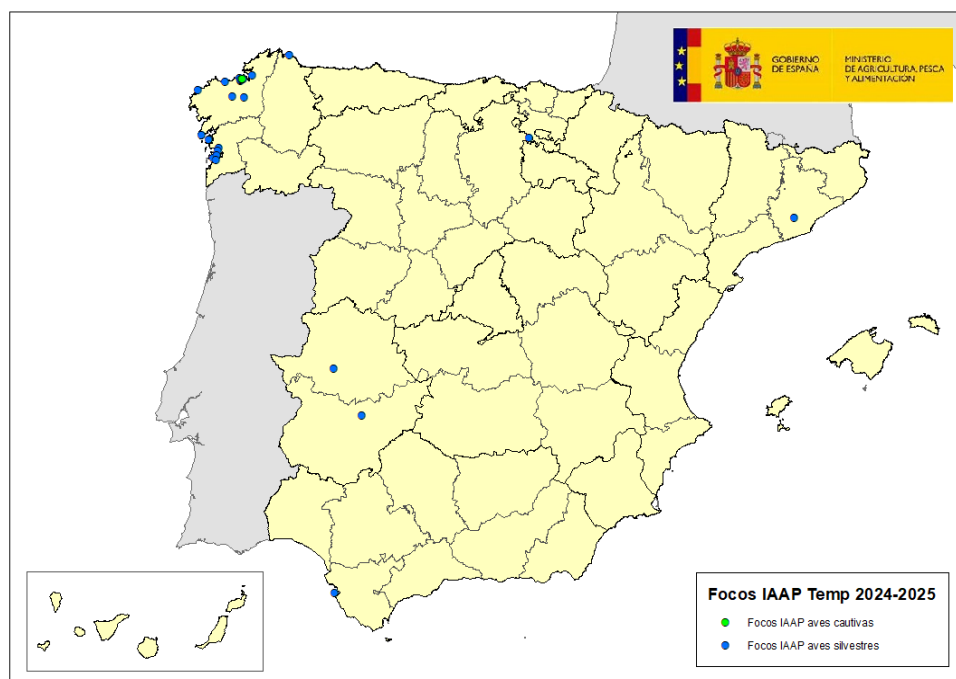 GOBIERNO
DE ESPAÑA
MINISTERIO
DE AGRICULTURA, PESCA
Y ALIMENTACIÓN
Focos IAAP Temp 2024-2025
Focos IAAP aves cautivas
Focos IAAP aves silvestres